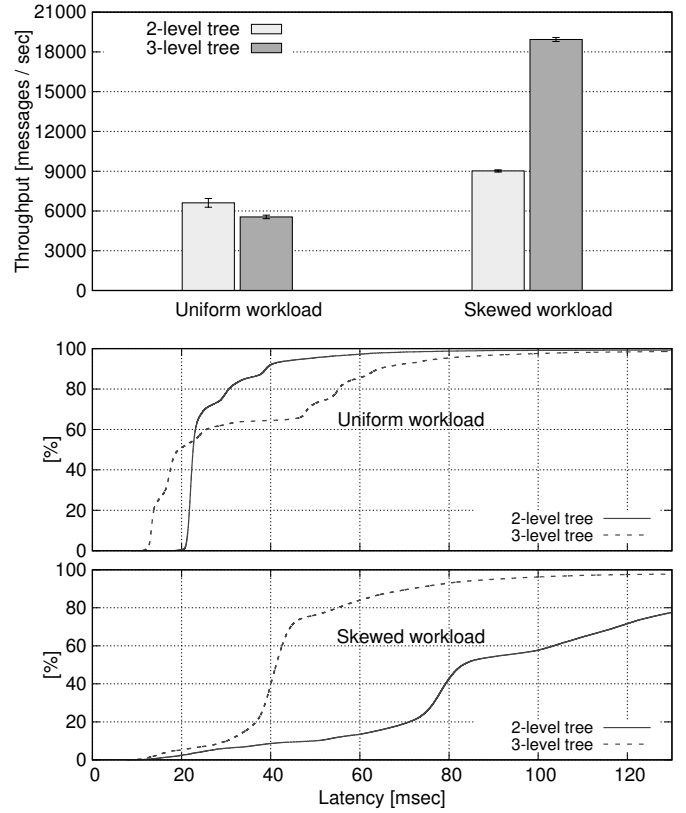 21000
18000
15000
12000
9000
6000
3000
0
Throughput [messages / sec]
2-level tree
3-level tree
Uniform workload
Skewed workload
100
80
60
40
20
0
[%]
Uniform workload
2-level tree
3-level tree
100
80
60
40
20
0
[%]
Skewed workload
2-level tree
3-level tree
0 20 40 60 80 100 120
Latency [msec]